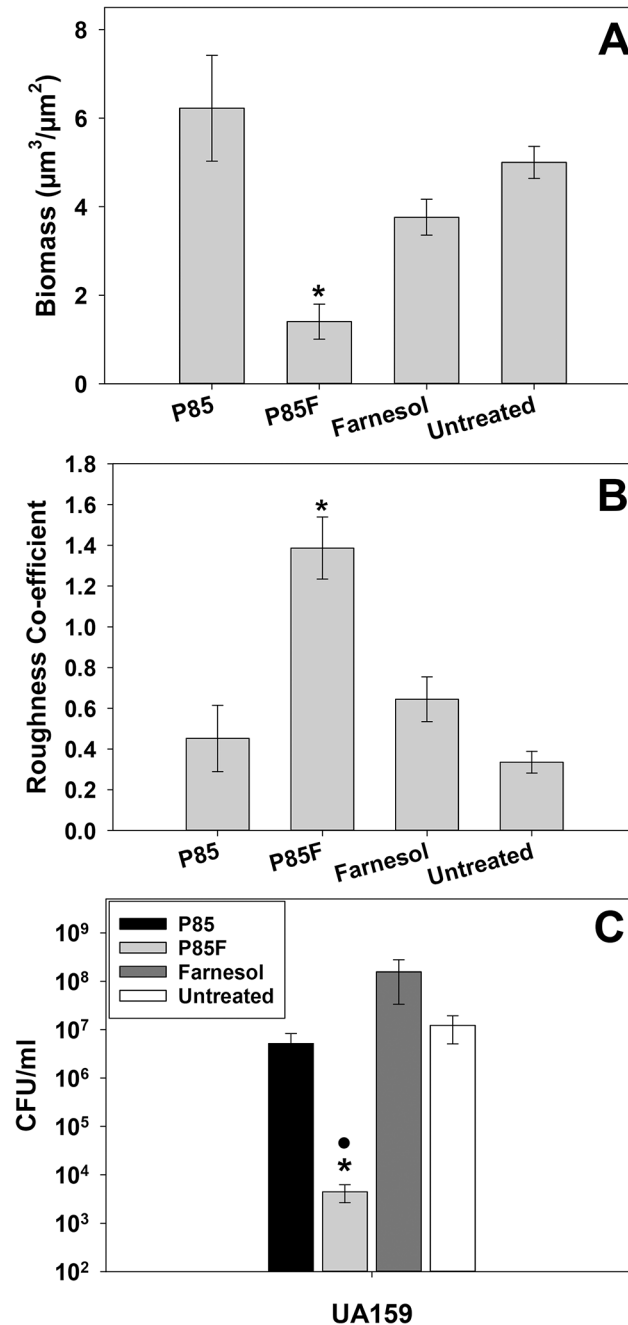 A
Biomass (µm³/µm²)
8
6
4
2
0
*
P85
P85F
Farnesol
Untreated
B
Roughness Co-efficient
1.8
1.6
1.4
1.2
1.0
0.8
0.6
0.4
0.2
0.0
*
P85
P85F
Farnesol
Untreated
C
P85
P85F
Farnesol
Untreated
CFU/ml
10⁹
10⁸
10⁷
10⁶
10⁵
10⁴
10³
10²
●
*
UA159